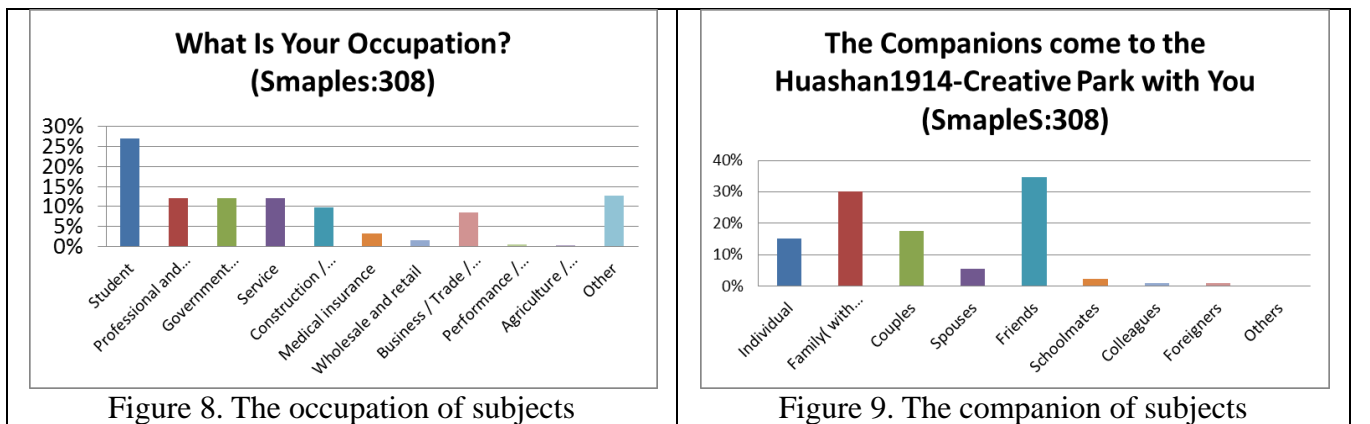 What Is Your Occupation?
(Smaples:308)
30%
25%
20%
15%
10%
5%
0%
Student
Professional and...
Government...
Service
Construction /...
Medical insurance
Wholesale and retail
Business / Trade /...
Performance /...
Agriculture /...
Other
Figure 8. The occupation of subjects
The Companions come to the
Huashan1914-Creative Park with You
(SmapleS:308)
40%
30%
20%
10%
0%
Individual
Family( with...
Couples
Spouses
Friends
Schoolmates
Colleagues
Foreigners
Others
Figure 9. The companion of subjects